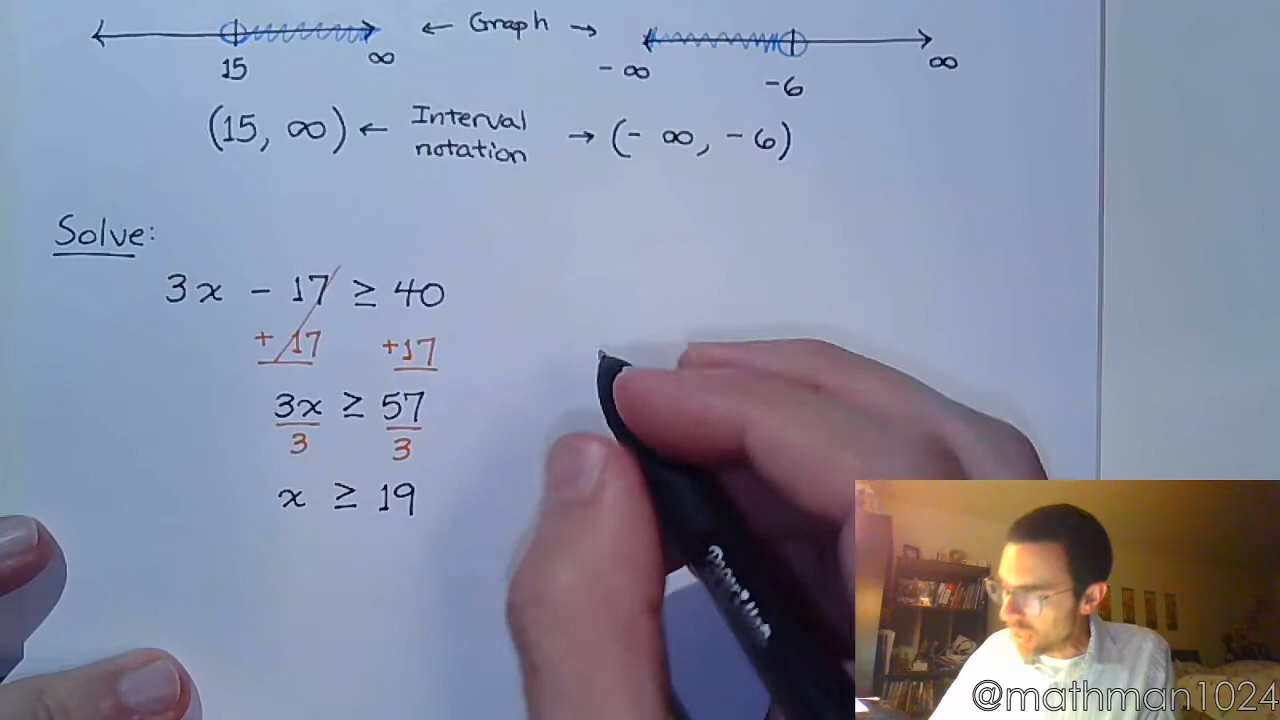 ← Graph →
15 ∞ - ∞ -6 ∞
(15, ∞) ← Interval notation → (- ∞, -6)
Solve:
3x - 17 ≥ 40
+ 17 +17
3x ≥ 57
3 3
x ≥ 19
@mathman1024